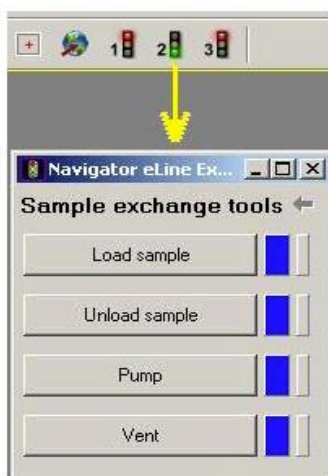 1 2 3
Navigator eLine Ex...
Sample exchange tools
Load sample
Unload sample
Pump
Vent